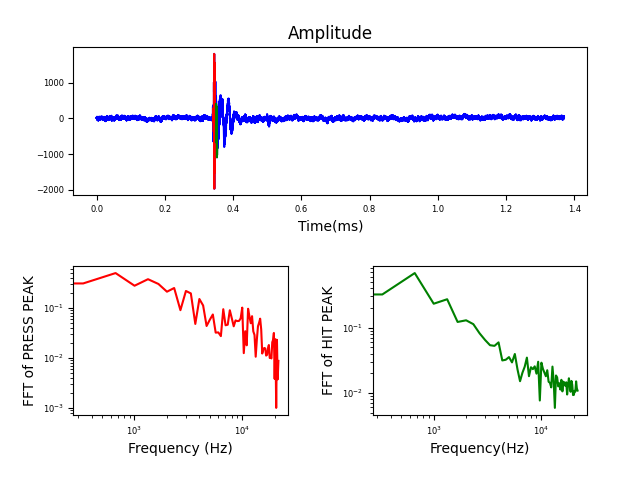 Amplitude
1000
0
−1000
−2000
0.0 0.2 0.4 0.6 0.8 1.0 1.2 1.4
Time(ms)
FFT of PRESS PEAK
10⁻¹
10⁻²
10⁻³
10³ 10⁴
Frequency (Hz)
FFT of HIT PEAK
10⁻¹
10⁻²
10³ 10⁴
Frequency(Hz)